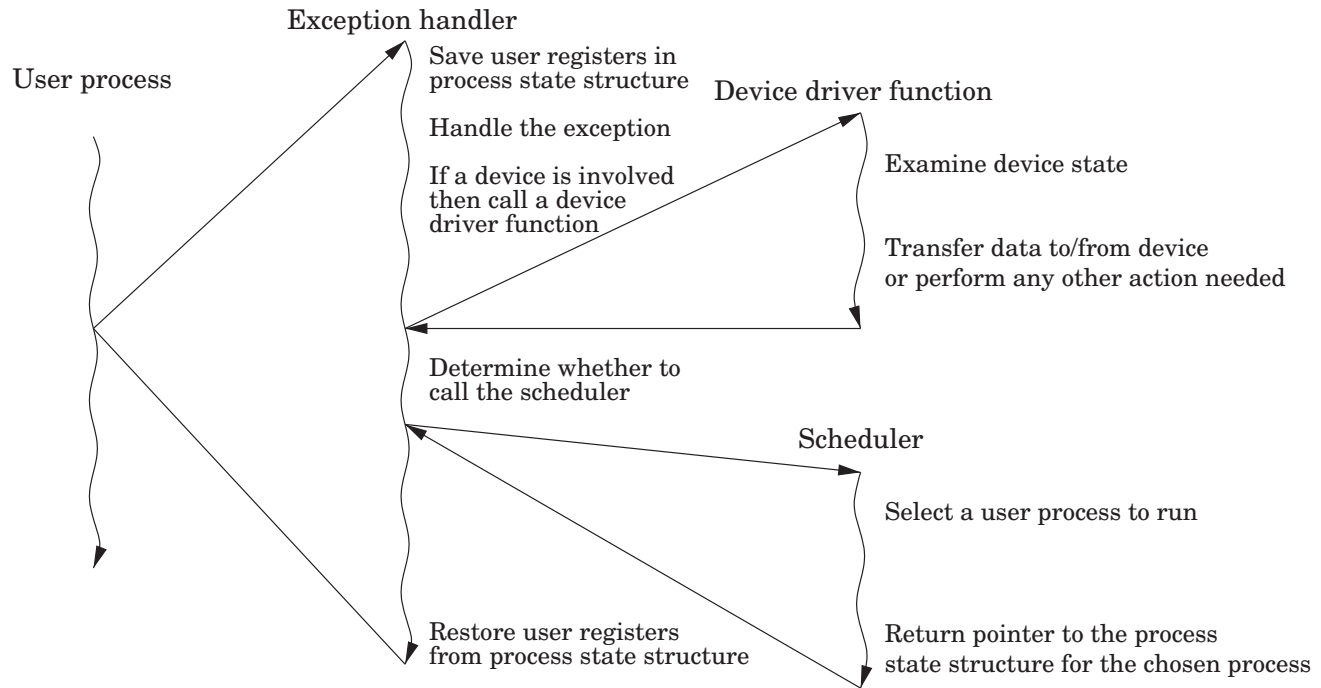 Exception handler
User process
Save user registers in
process state structure
Handle the exception
If a device is involved
then call a device
driver function
Device driver function
Examine device state
Transfer data to/from device
or perform any other action needed
Determine whether to
call the scheduler
Scheduler
Select a user process to run
Return pointer to the process
state structure for the chosen process
Restore user registers
from process state structure